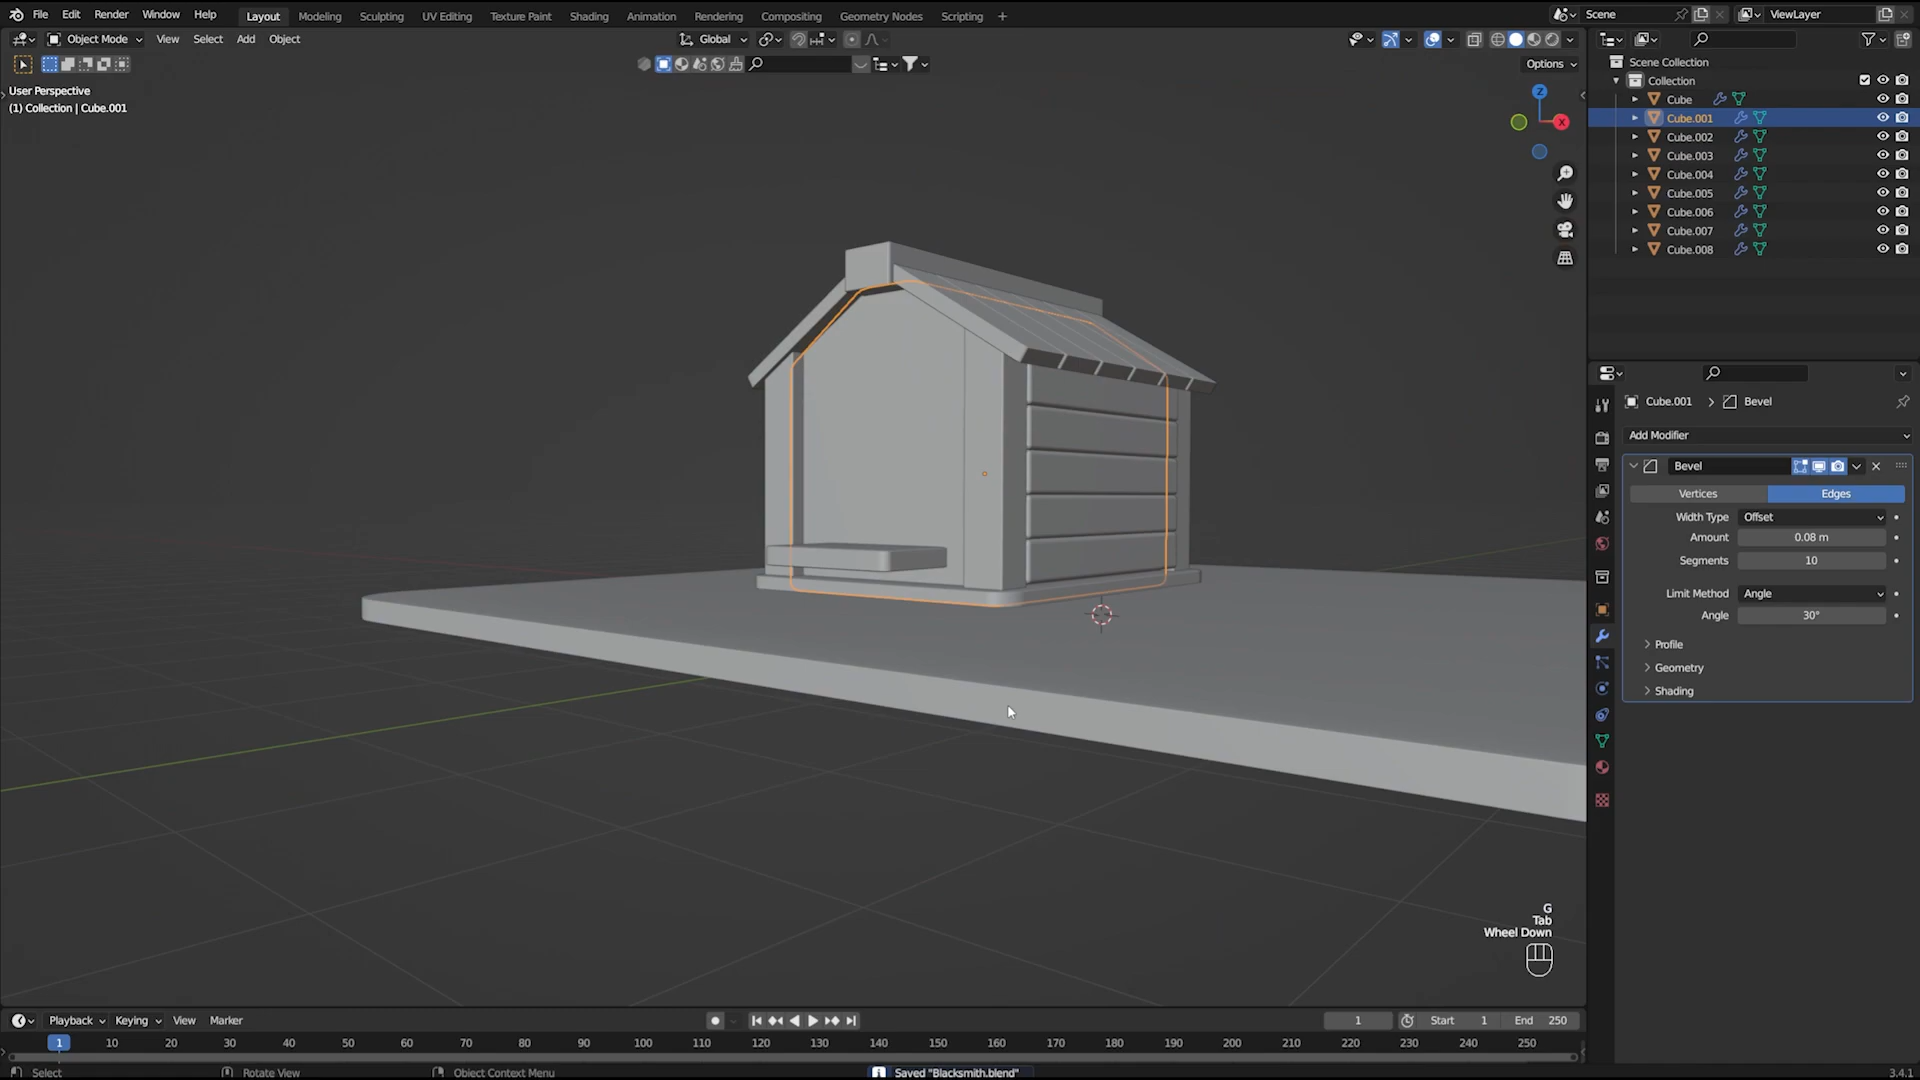 File Edit Render Window Help Layout Modeling Sculpting UV Editing Texture Paint Shading Animation Rendering Compositing Geometry Nodes Scripting + Scene ViewLayer
Object Mode View Select Add Object Global
Options
User Perspective
(1) Collection | Cube.001
Z
X
Scene Collection
Collection
Cube
Cube.001
Cube.002
Cube.003
Cube.004
Cube.005
Cube.006
Cube.007
Cube.008
Cube.001 > Bevel
Add Modifier
Bevel
Vertices Edges
Width Type Offset
Amount 0.08 m
Segments 10
Limit Method Angle
Angle 30°
Profile
Geometry
Shading
G
Tab
Wheel Down
Playback Keying View Marker 1 Start 1 End 250
1 10 20 30 40 50 60 70 80 90 100 110 120 130 140 150 160 170 180 190 200 210 220 230 240 250
Select Rotate View Object Context Menu Saved "Blacksmith.blend" 3.4.1